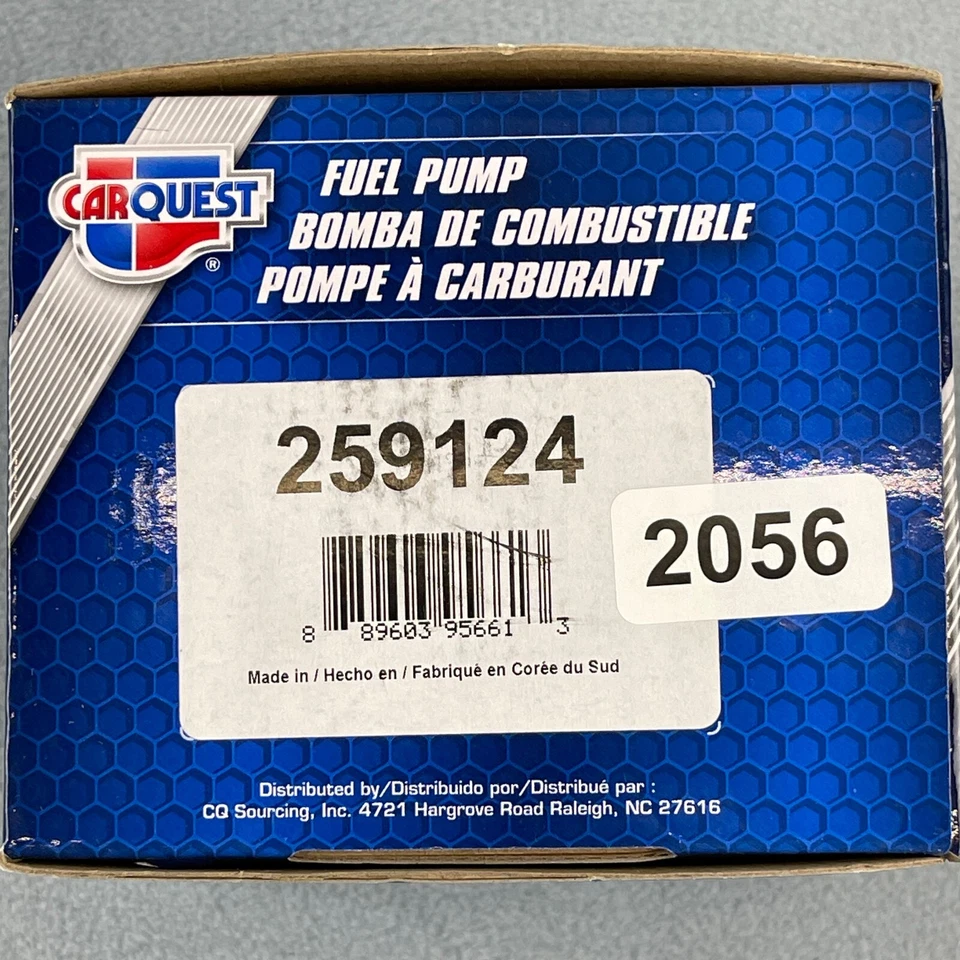 CARQUEST
®
FUEL PUMP
BOMBA DE COMBUSTIBLE
POMPE À CARBURANT
259124
2056
8 89603 95661 3
Made in / Hecho en / Fabriqué en Corée du Sud
Distributed by/Distribuido por/Distribué par :
CQ Sourcing, Inc. 4721 Hargrove Road Raleigh, NC 27616